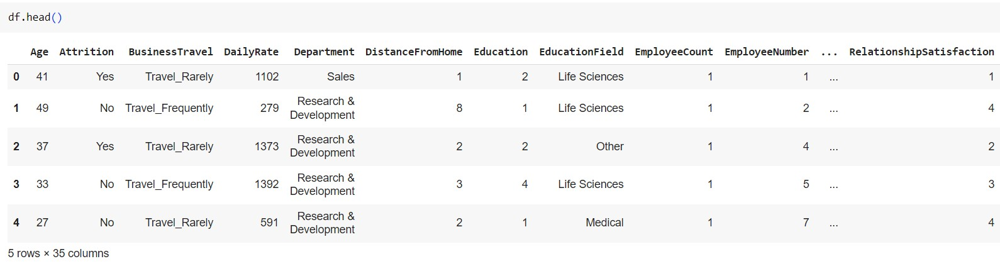 df.head()
Age Attrition BusinessTravel DailyRate Department DistanceFromHome Education EducationField EmployeeCount EmployeeNumber ... RelationshipSatisfaction
0 41 Yes Travel_Rarely 1102 Sales 1 2 Life Sciences 1 1 ... 1
1 49 No Travel_Frequently 279 Research & Development 8 1 Life Sciences 1 2 ... 4
2 37 Yes Travel_Rarely 1373 Research & Development 2 2 Other 1 4 ... 2
3 33 No Travel_Frequently 1392 Research & Development 3 4 Life Sciences 1 5 ... 3
4 27 No Travel_Rarely 591 Research & Development 2 1 Medical 1 7 ... 4
5 rows × 35 columns